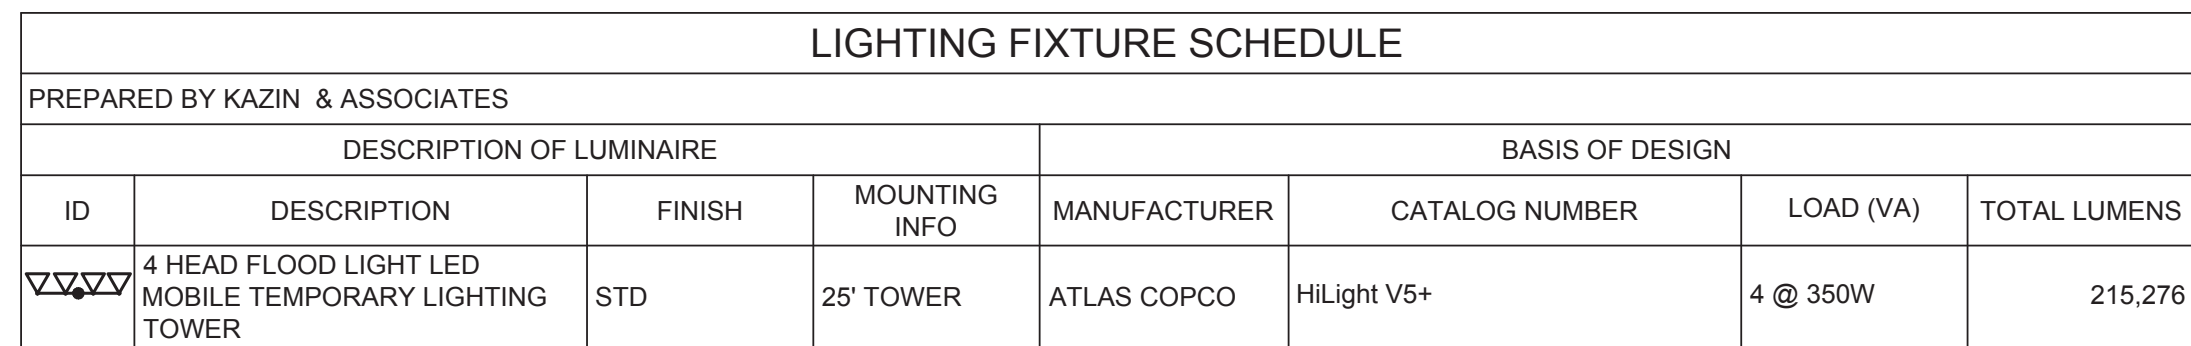 LIGHTING FIXTURE SCHEDULE
PREPARED BY KAZIN & ASSOCIATES
DESCRIPTION OF LUMINAIRE
BASIS OF DESIGN
ID
DESCRIPTION
FINISH
MOUNTING
INFO
MANUFACTURER
CATALOG NUMBER
LOAD (VA)
TOTAL LUMENS
4 HEAD FLOOD LIGHT LED
MOBILE TEMPORARY LIGHTING
TOWER
STD
25' TOWER
ATLAS COPCO
HiLight V5+
4 @ 350W
215,276